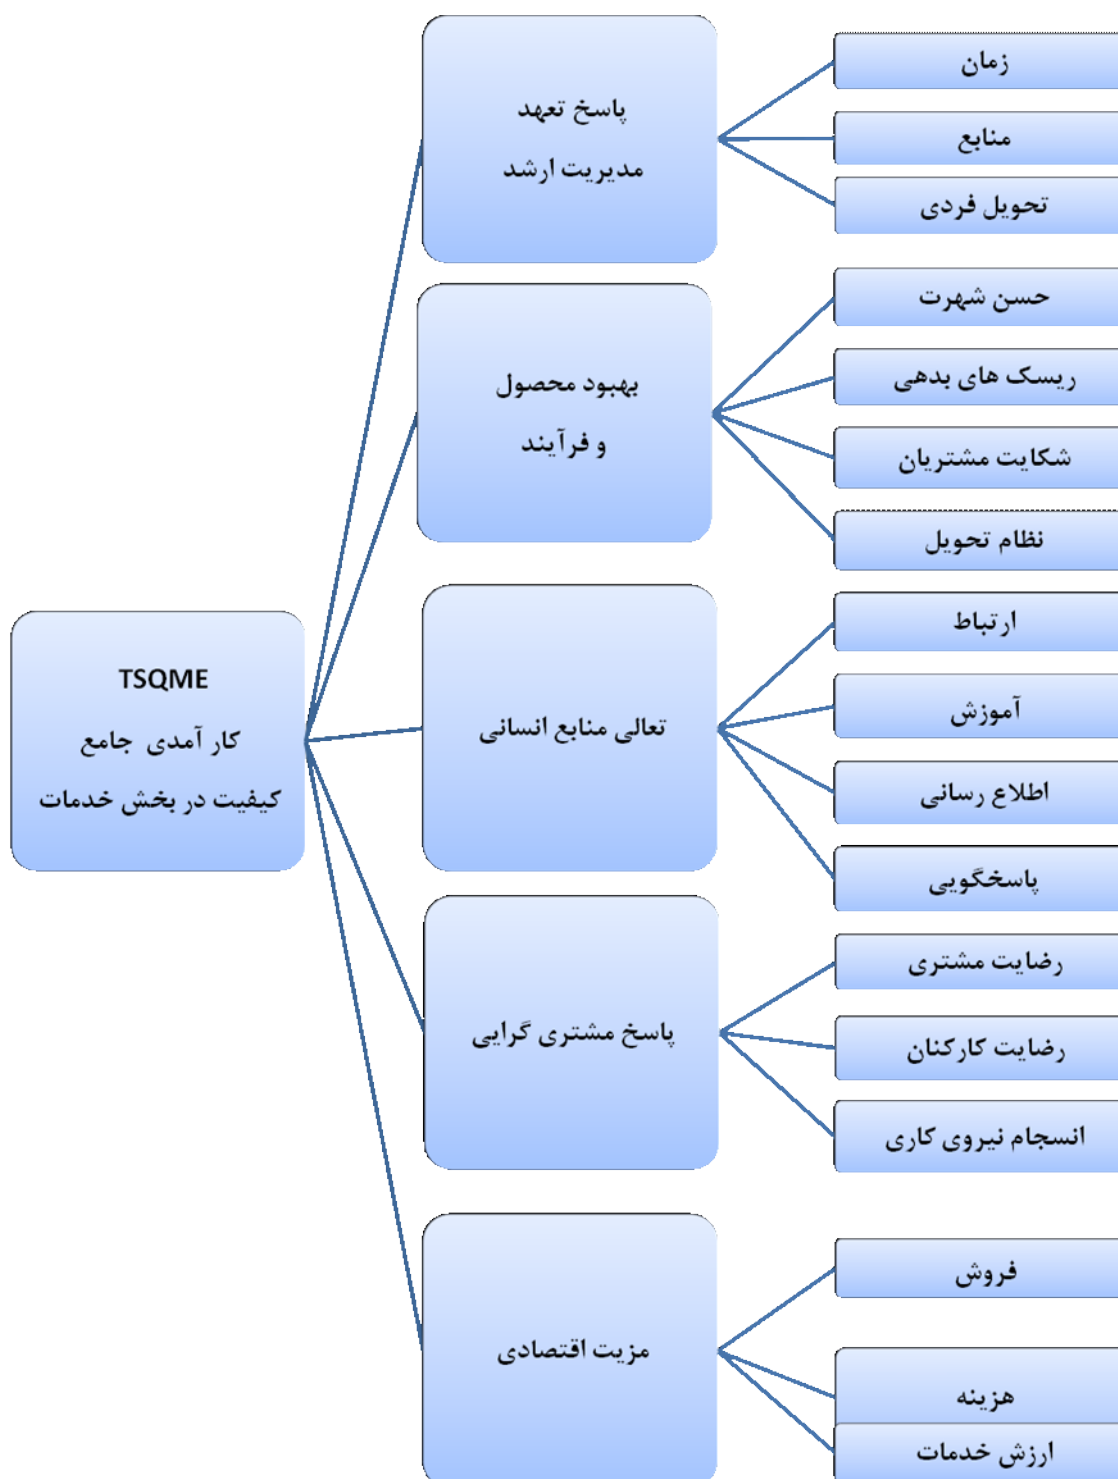 TSQME
کار آمدی جامع
کیفیت در بخش خدمات
پاسخ تعهد
مدیریت ارشد
زمان
منابع
تحویل فردی
بهبود محصول
و فرآیند
حسن شهرت
ریسک های بدهی
شکایت مشتریان
نظام تحویل
تعالی منابع انسانی
ارتباط
آموزش
اطلاع رسانی
پاسخگویی
پاسخ مشتری گرایی
رضایت مشتری
رضایت کارکنان
انسجام نیروی کاری
مزیت اقتصادی
فروش
هزینه
ارزش خدمات